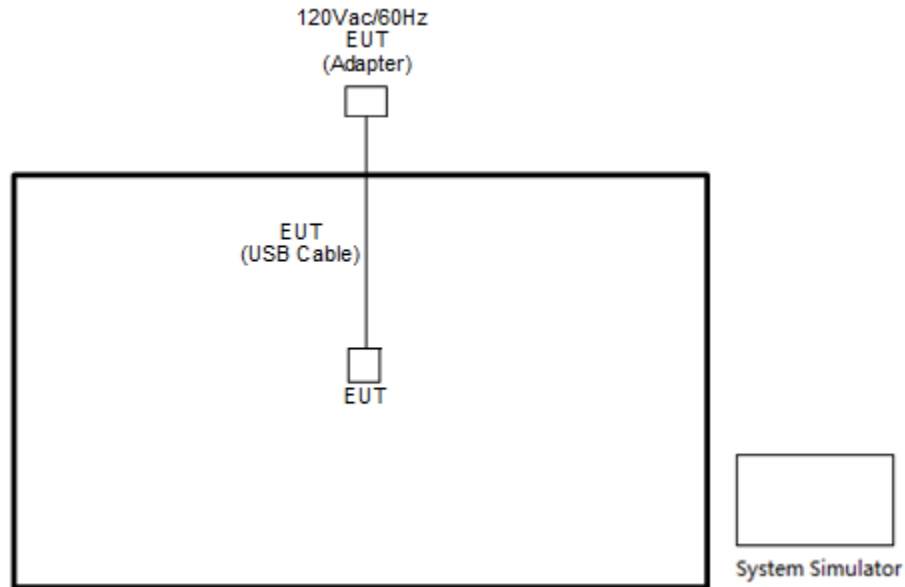 120Vac/60Hz
EUT
(Adapter)
EUT
(USB Cable)
EUT
System Simulator